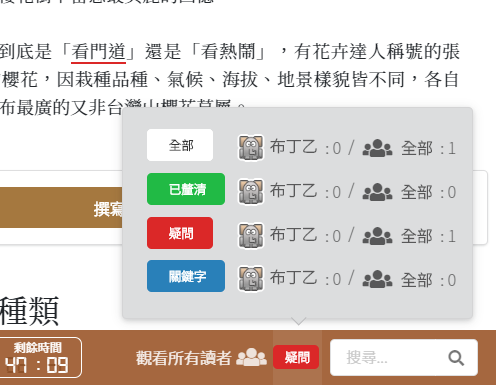 到底是「看門道」還是「看熱鬧」，有花卉達人稱號的張
櫻花，因栽種品種、氣候、海拔、地景樣貌皆不同，各自
布最廣的又非台灣山櫻花莫屬。
全部 布丁乙 : 0 / 全部 : 1
已釐清 布丁乙 : 0 / 全部 : 0
疑問 布丁乙 : 0 / 全部 : 1
關鍵字 布丁乙 : 0 / 全部 : 0
撰寫
種類
剩餘時間
47 : 09
觀看所有讀者 疑問 搜尋...